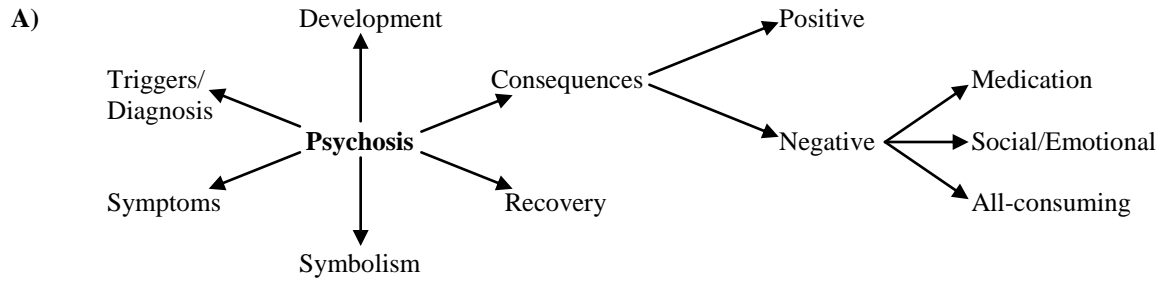 A)
Development
Positive
Triggers/
Diagnosis
Consequences
Medication
Psychosis
Negative
Social/Emotional
Symptoms
Recovery
All-consuming
Symbolism